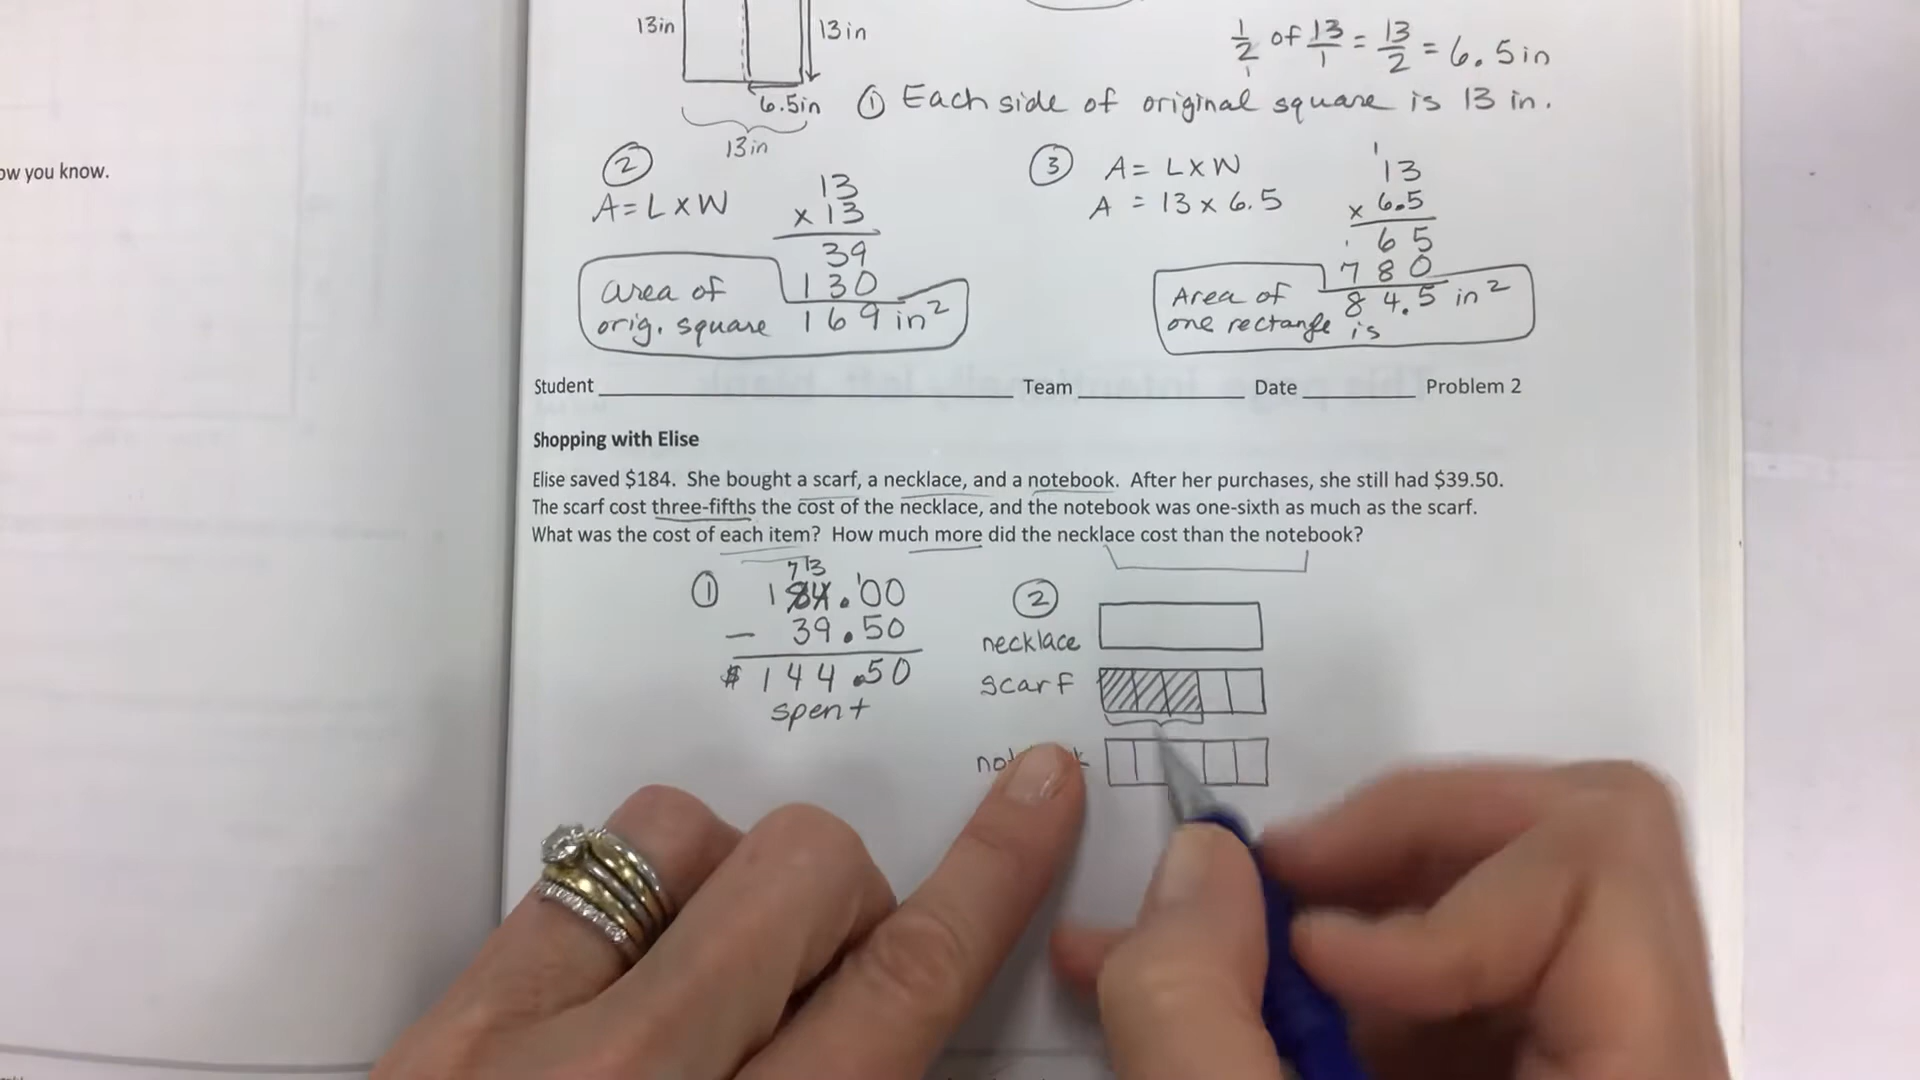 13in
13in
6.5in
13in
1/2 of 13/1 = 13/2 = 6.5in
① Each side of original square is 13 in.
ow you know.
②
A=LxW
13
x 13
39
130
169 in²
area of
orig. square
③ A= LxW
A = 13 x 6.5
1
13
x 6.5
65
780
84.5 in²
Area of
one rectangle is
Student Team Date Problem 2
Shopping with Elise
Elise saved $184. She bought a scarf, a necklace, and a notebook. After her purchases, she still had $39.50.
The scarf cost three-fifths the cost of the necklace, and the notebook was one-sixth as much as the scarf.
What was the cost of each item? How much more did the necklace cost than the notebook?
①
7 13
184.00
- 39.50
$144.50
spent
②
necklace
scarf